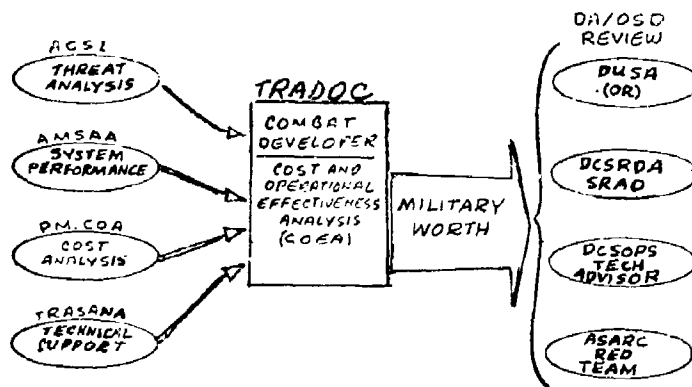 ACSI
THREAT
ANALYSIS
AMSAA
SYSTEM
PERFORMANCE
PM.COA
COST
ANALYSIS
TRASANA
TECHNICAL
SUPPORT
TRADOC
COMBAT
DEVELOPER
COST AND
OPERATIONAL
EFFECTIVENESS
ANALYSIS
(COEA)
MILITARY
WORTH
DA/OSD
REVIEW
DUSA
(OR)
DCSRDA
SRAO
DCSOPS
TECH
ADVISOR
ASARC
RED
TEAM